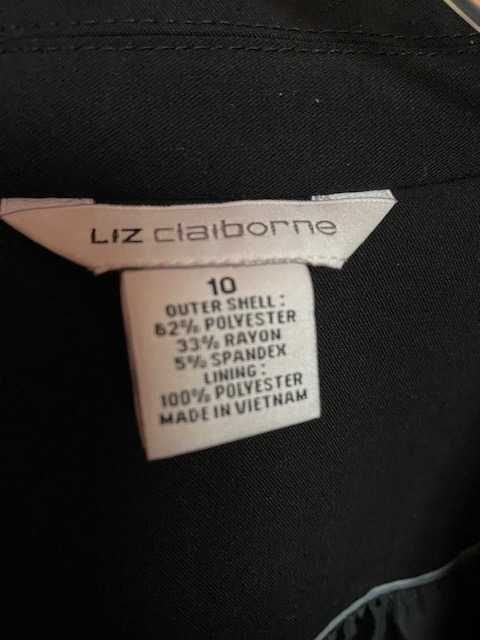 LIZ claiborne
10
OUTER SHELL:
62% POLYESTER
33% RAYON
5% SPANDEX
LINING:
100% POLYESTER
MADE IN VIETNAM